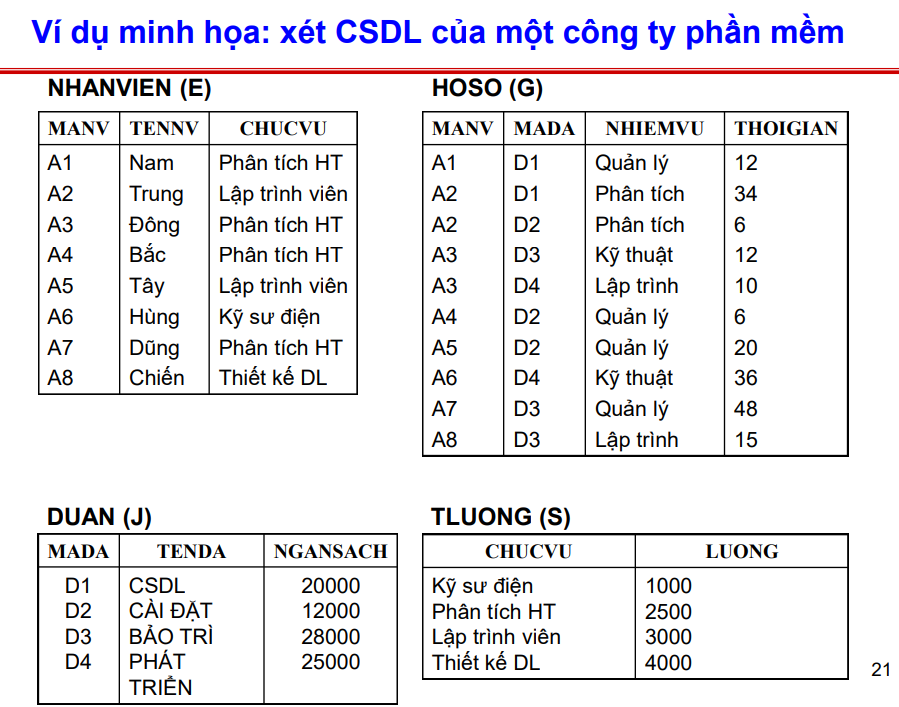 Ví dụ minh họa: xét CSDL của một công ty phần mềm
NHANVIEN (E)
MANV TENNV CHUCVU
A1 Nam Phân tích HT
A2 Trung Lập trình viên
A3 Đông Phân tích HT
A4 Bắc Phân tích HT
A5 Tây Lập trình viên
A6 Hùng Kỹ sư điện
A7 Dũng Phân tích HT
A8 Chiến Thiết kế DL
HOSO (G)
MANV MADA NHIEMVU THOIGIAN
A1 D1 Quản lý 12
A2 D1 Phân tích 34
A2 D2 Phân tích 6
A3 D3 Kỹ thuật 12
A3 D4 Lập trình 10
A4 D2 Quản lý 6
A5 D2 Quản lý 20
A6 D4 Kỹ thuật 36
A7 D3 Quản lý 48
A8 D3 Lập trình 15
DUAN (J)
MADA TENDA NGANSACH
D1 CSDL 20000
D2 CÀI ĐẶT 12000
D3 BẢO TRÌ 28000
D4 PHÁT 25000
TRIỂN
TLUONG (S)
CHUCVU LUONG
Kỹ sư điện 1000
Phân tích HT 2500
Lập trình viên 3000
Thiết kế DL 4000
21